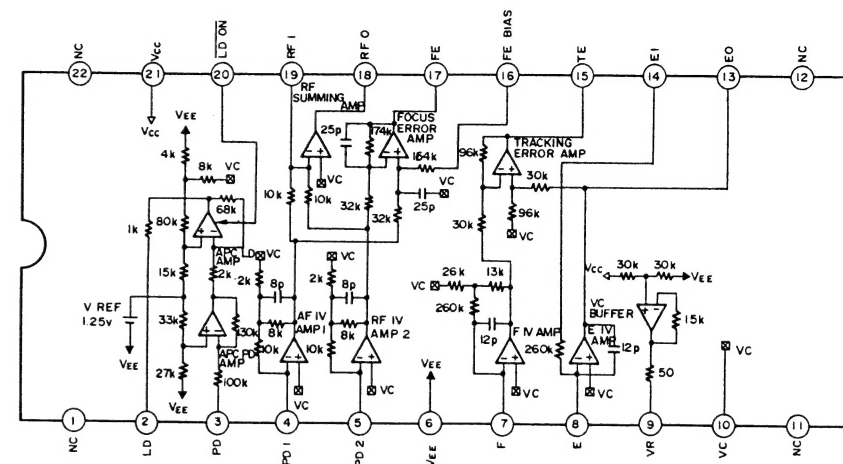 NC
Vcc
LD ON
RF I
RF O
FE
FE BIAS
TE
EI
EO
NC
22
21
20
19
18
17
16
15
14
13
12
Vcc
VEE
4k
8k
VC
68k
1k
80k
APC LD
AMP
2k
15k
V REF
1.25v
33k
130k
APC PD
AMP
27k
100k
VEE
VEE
RF
SUMMING
AMP
25p
174k
FOCUS
ERROR
AMP
VC
10k
10k
32k
32k
164k
25p
VC
VC
2k
8p
8k
10k
AF IV
AMP 1
VC
2k
8p
8k
10k
RF IV
AMP 2
VC
VEE
96k
TRACKING
ERROR AMP
30k
30k
96k
VC
26k
13k
VC
260k
12p
F IV AMP
VC
260k
E IV
AMP
12p
VC
Vcc
30k
30k
VEE
VC
BUFFER
15k
50
VC
1
2
3
4
5
6
7
8
9
10
11
NC
LD
PD
PD 1
PD 2
VEE
F
E
VR
VC
NC